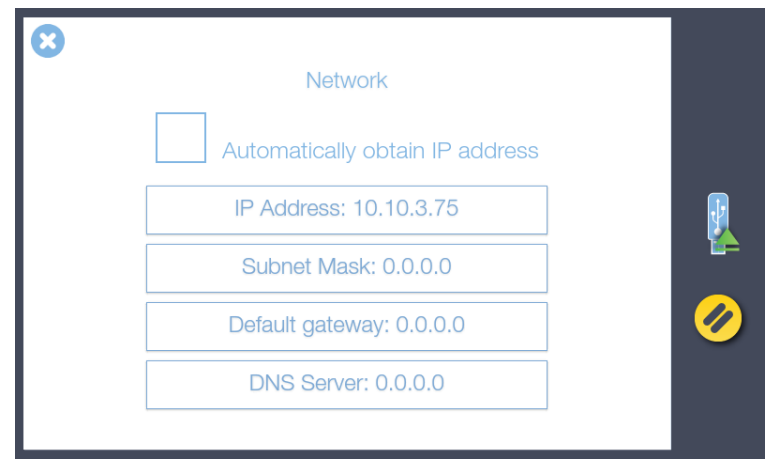 Network
Automatically obtain IP address
IP Address: 10.10.3.75
Subnet Mask: 0.0.0.0
Default gateway: 0.0.0.0
DNS Server: 0.0.0.0